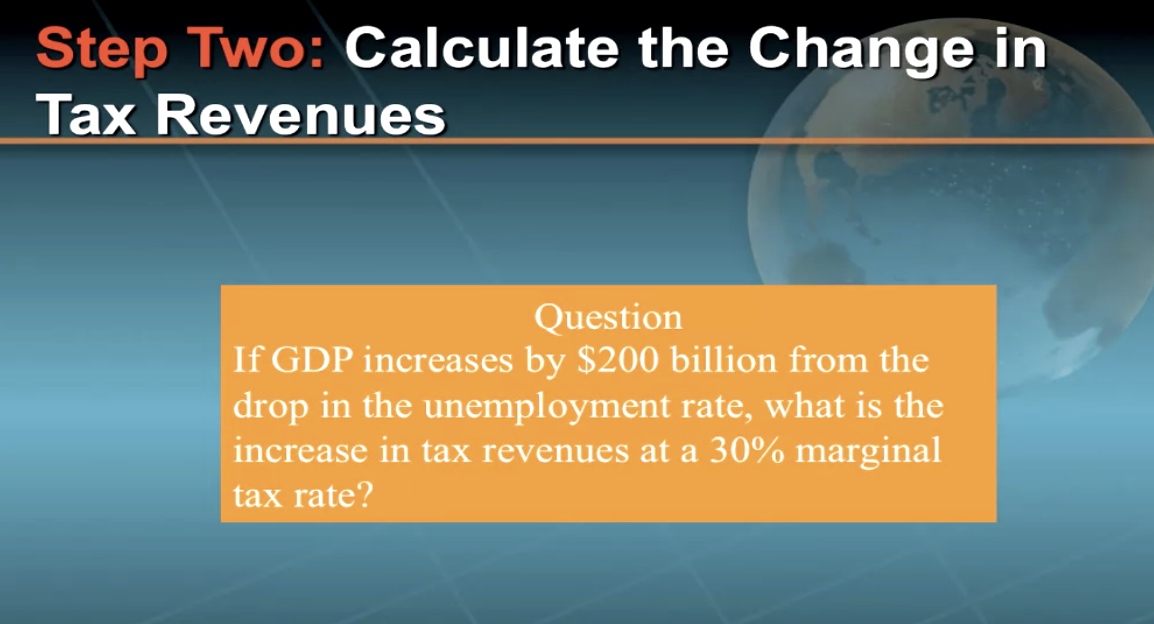 Step Two: Calculate the Change in
Tax Revenues
Question
If GDP increases by $200 billion from the
drop in the unemployment rate, what is the
increase in tax revenues at a 30% marginal
tax rate?